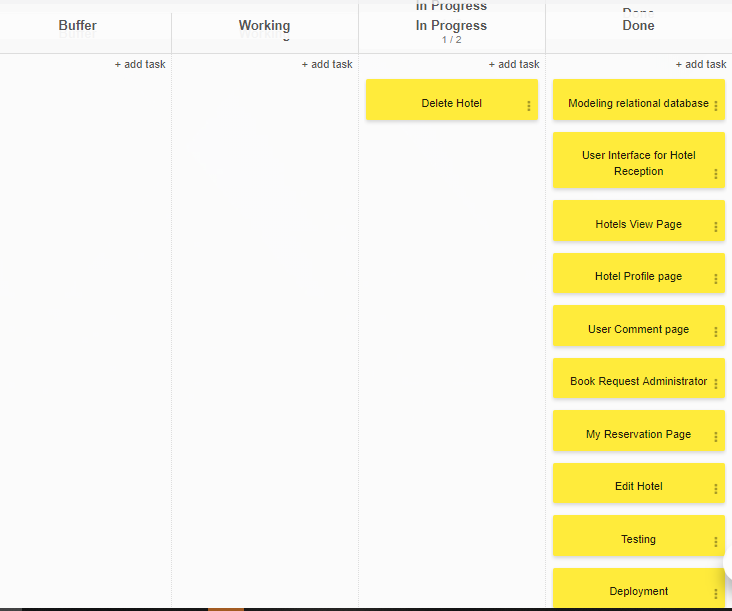 In Progress
Done
Buffer
Working
In Progress
Done
1 / 2
+ add task
+ add task
+ add task
+ add task
Delete Hotel
Modeling relational database
User Interface for Hotel
Reception
Hotels View Page
Hotel Profile page
User Comment page
Book Request Administrator
My Reservation Page
Edit Hotel
Testing
Deployment